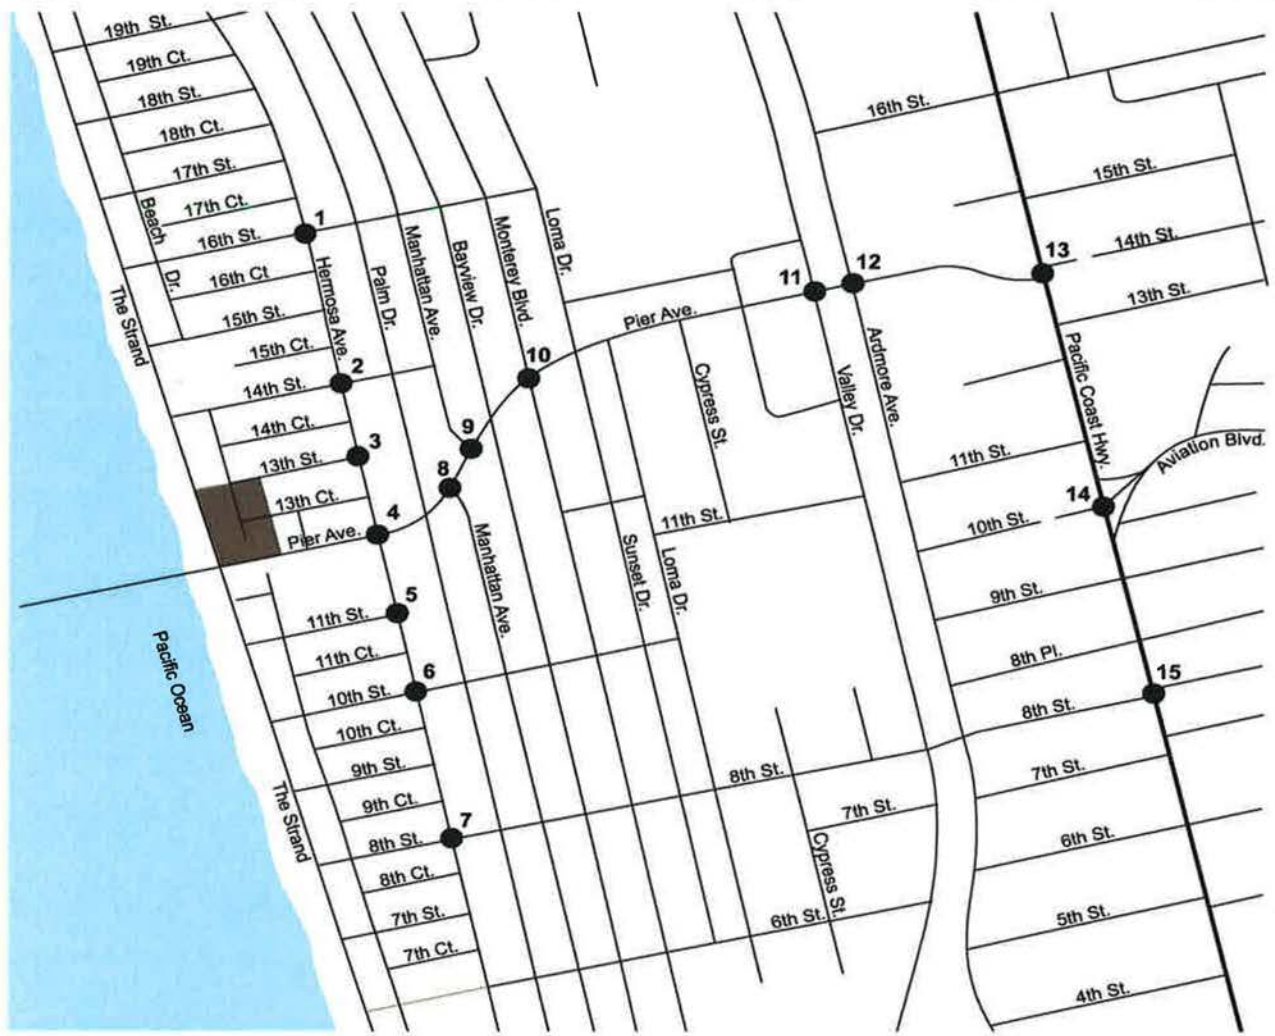 19th St.
19th Ct.
18th St.
18th Ct.
17th St.
17th Ct.
16th St.
16th Ct
15th St.
15th Ct.
14th St.
14th Ct.
13th St.
13th Ct.
Pier Ave.
11th St.
11th Ct.
10th St.
10th Ct.
9th St.
9th Ct.
8th St.
8th Ct.
7th St.
7th Ct.
Beach Dr.
The Strand
The Strand
Pacific Ocean
Hermosa Ave.
Palm Dr.
Manhattan Ave.
Bayview Dr.
Monterey Blvd.
Loma Dr.
Manhattan Ave.
Sunset Dr.
Loma Dr.
Pier Ave.
Cypress St.
11th St.
8th St.
7th St.
Cypress St.
6th St.
Valley Dr.
Ardmore Ave.
16th St.
15th St.
14th St.
13th St.
Pacific Coast Hwy.
Aviation Blvd.
11th St.
10th St.
9th St.
8th Pl.
8th St.
7th St.
6th St.
5th St.
4th St.
1
2
3
4
5
6
7
8
9
10
11
12
13
14
15